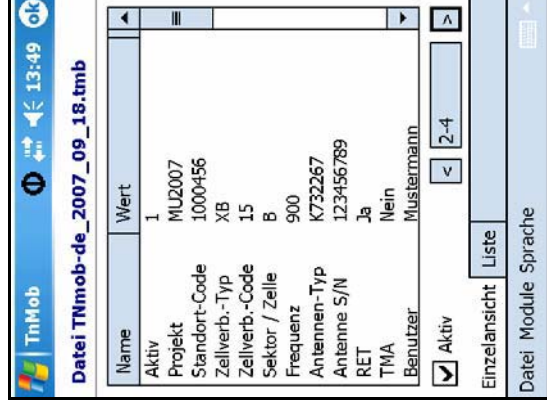 TnMob 13:49 ok
Datei TNmob-de_2007_09_18.tmb
Name Wert
Aktiv 1
Projekt MU2007
Standort-Code 1000456
Zellverb.-Typ XB
Zellverb.-Code 15
Sektor / Zelle B
Frequenz 900
Antennen-Typ K732267
Antenne S/N 123456789
RET Ja
TMA Nein
Benutzer Mustermann
Aktiv < 2-4 >
Einzelansicht Liste
Datei Module Sprache